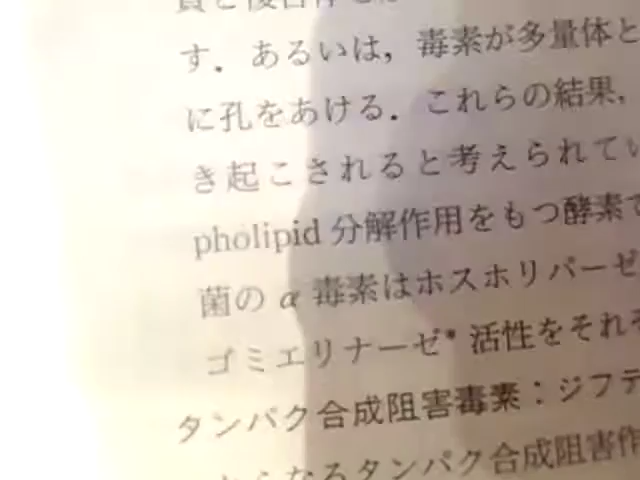 す．あるいは，毒素が多量体と
に孔をあける．これらの結果，
き起こされると考えられてい
pholipid 分解作用をもつ酵素で
菌の α 毒素はホスホリパーゼ
ゴミエリナーゼ* 活性をそれぞ
タンパク合成阻害毒素：ジフテ
らなるタンパク合成阻害作